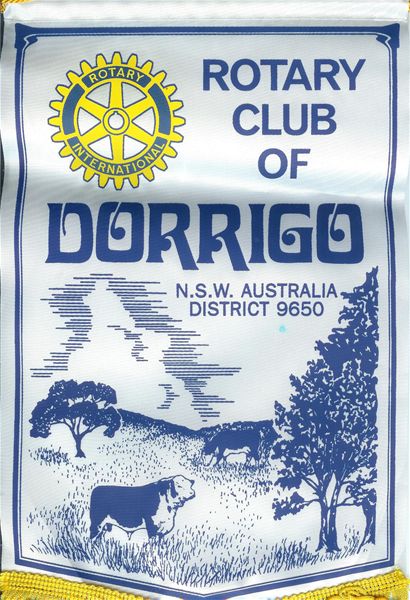 ROTARY
INTERNATIONAL
ROTARY
CLUB
OF
DORRIGO
N.S.W. AUSTRALIA
DISTRICT 9650